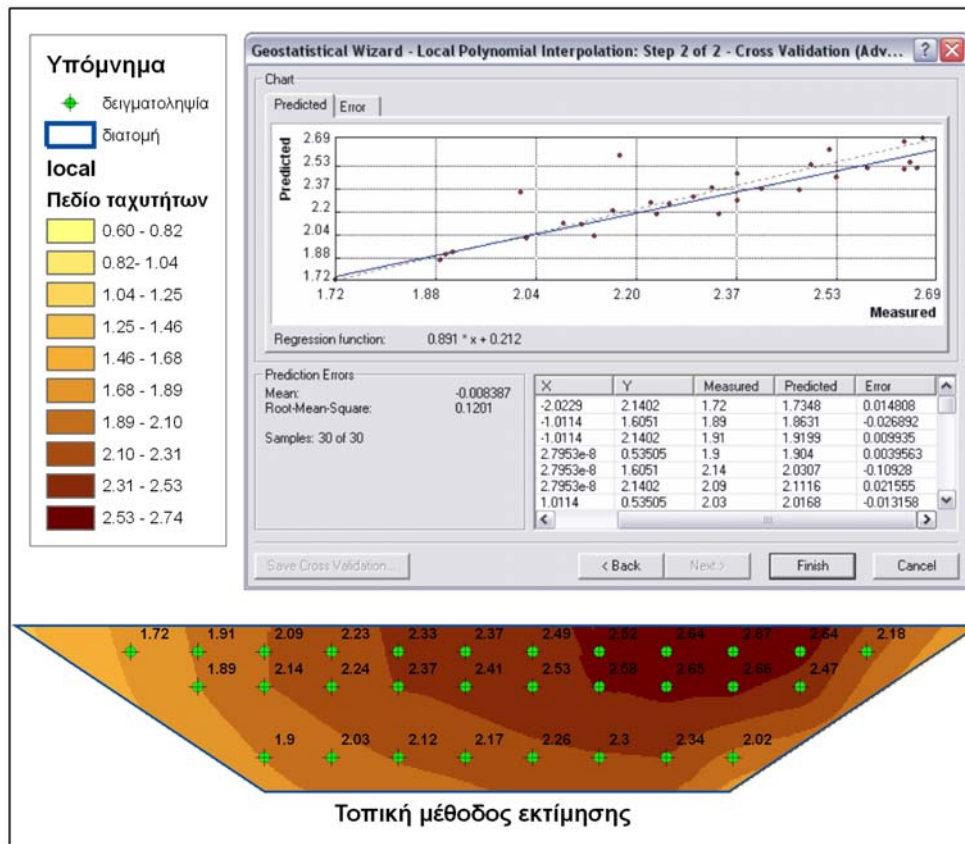 Υπόμνημα
δειγματοληψία
διατομή
local
Πεδίο ταχυτήτων
0.60 - 0.82
0.82- 1.04
1.04 - 1.25
1.25 - 1.46
1.46 - 1.68
1.68 - 1.89
1.89 - 2.10
2.10 - 2.31
2.31 - 2.53
2.53 - 2.74
Geostatistical Wizard - Local Polynomial Interpolation: Step 2 of 2 - Cross Validation (Adv...
Chart
Predicted Error
Predicted
2.69
2.53
2.37
2.2
2.04
1.88
1.72
1.72 1.88 2.04 2.20 2.37 2.53 2.69
Measured
Regression function: 0.891 * x + 0.212
Prediction Errors
Mean: -0.008387
Root-Mean-Square: 0.1201
Samples: 30 of 30
X Y Measured Predicted Error
-2.0229 2.1402 1.72 1.7348 0.014808
-1.0114 1.6051 1.89 1.8631 -0.026892
-1.0114 2.1402 1.91 1.9199 0.009935
2.7953e-8 0.53505 1.9 1.904 0.0039563
2.7953e-8 1.6051 2.14 2.0307 -0.10928
2.7953e-8 2.1402 2.09 2.1116 0.021555
1.0114 0.53505 2.03 2.0168 -0.013158
Save Cross Validation... < Back Next > Finish Cancel
1.72 1.91 2.09 2.23 2.33 2.37 2.49 2.52 2.64 2.67 2.64 2.18
1.89 2.14 2.24 2.37 2.41 2.53 2.58 2.65 2.66 2.47
1.9 2.03 2.12 2.17 2.26 2.3 2.34 2.02
Τοπική μέθοδος εκτίμησης